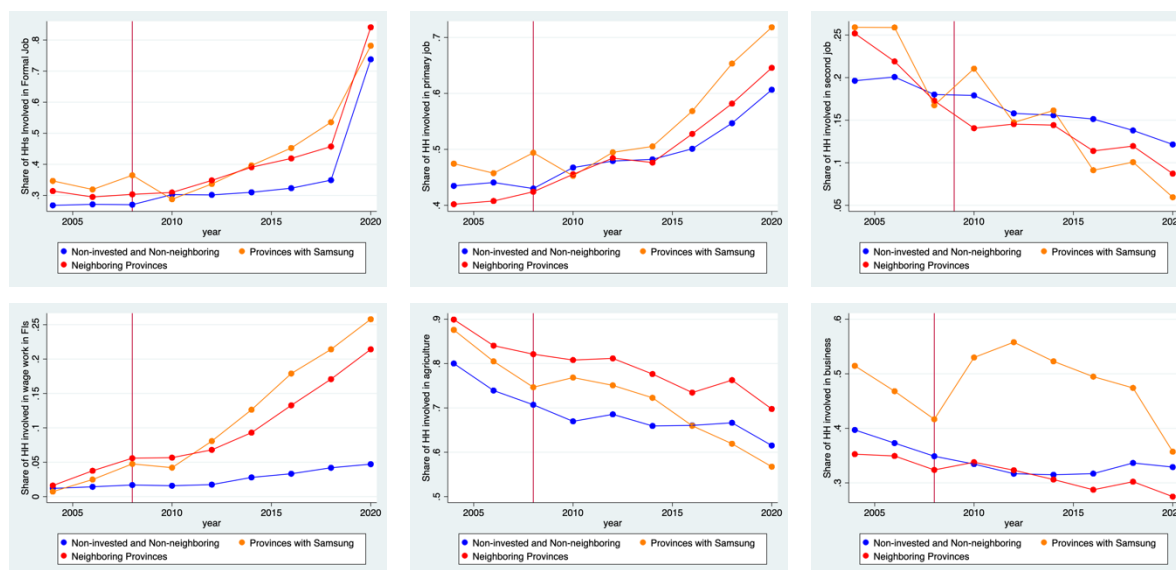 Share of HHs Involved in Formal Job
.3 .4 .5 .6 .7 .8
2005 2010 2015 2020
year
Non-invested and Non-neighboring Provinces with Samsung
Neighboring Provinces
Share of HH involved in primary job
.4 .5 .6 .7
2005 2010 2015 2020
year
Non-invested and Non-neighboring Provinces with Samsung
Neighboring Provinces
Share of HH involved in second job
.05 .1 .15 .2 .25
2005 2010 2015
year
Non-invested and Non-neighboring Provinces with Samsung
Neighboring Provinces
Share of HH involved in wage work in FIs
0 .05 .1 .15 .2 .25
2005 2010 2015 2020
year
Non-invested and Non-neighboring Provinces with Samsung
Neighboring Provinces
Share of HH involved in agriculture
.5 .6 .7 .8 .9
2005 2010 2015 2020
year
Non-invested and Non-neighboring Provinces with Samsung
Neighboring Provinces
Share of HH involved in business
.3 .4 .5 .6
2005 2010 2015
year
Non-invested and Non-neighboring Provinces with Samsung
Neighboring Provinces